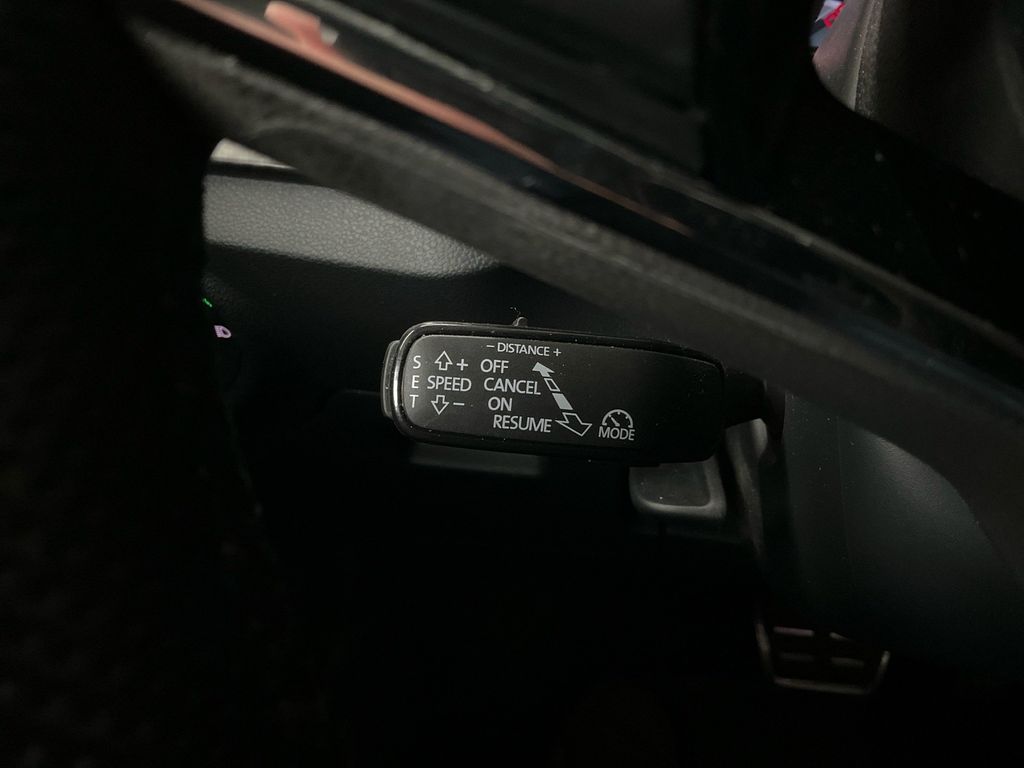 − DISTANCE +
S + OFF
E SPEED CANCEL
T − ON
RESUME
MODE